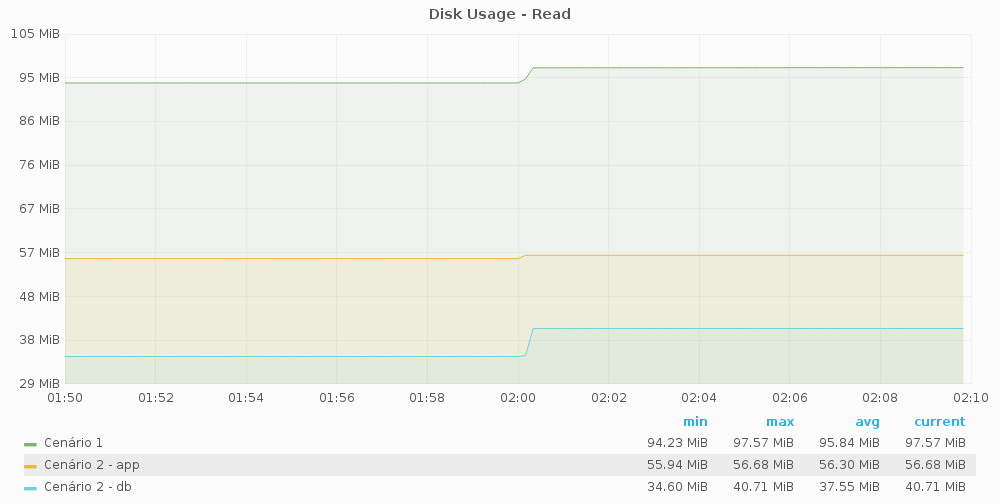 Disk Usage - Read
105 MiB
95 MiB
86 MiB
76 MiB
67 MiB
57 MiB
48 MiB
38 MiB
29 MiB
01:50 01:52 01:54 01:56 01:58 02:00 02:02 02:04 02:06 02:08 02:10
min max avg current
Cenário 1 94.23 MiB 97.57 MiB 95.84 MiB 97.57 MiB
Cenário 2 - app 55.94 MiB 56.68 MiB 56.30 MiB 56.68 MiB
Cenário 2 - db 34.60 MiB 40.71 MiB 37.55 MiB 40.71 MiB